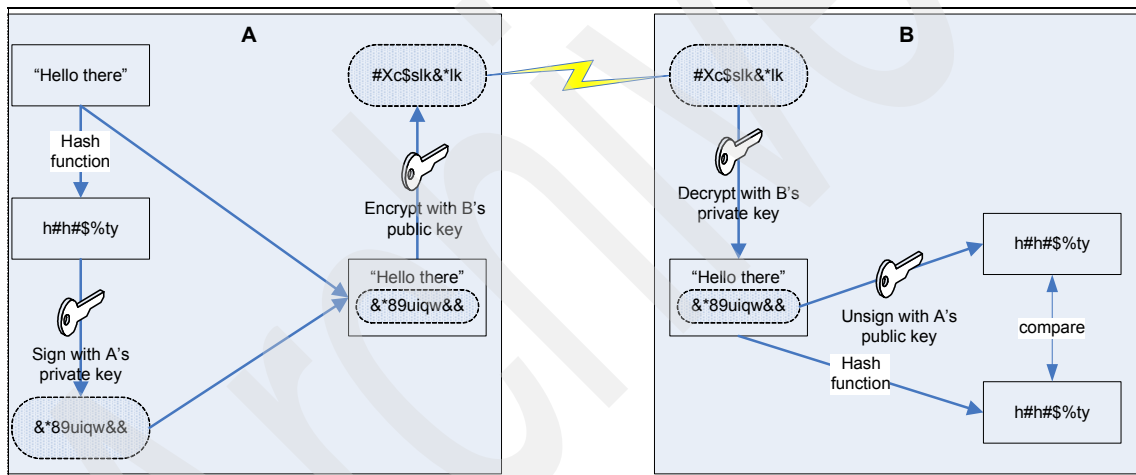 A
“Hello there”
Hash
function
h#h#$%ty
Sign with A’s
private key
&*89uiqw&&
#Xc$slk&*lk
Encrypt with B’s
public key
“Hello there”
&*89uiqw&&
B
#Xc$slk&*lk
Decrypt with B’s
private key
“Hello there”
&*89uiqw&&
Unsign with A’s
public key
Hash
function
h#h#$%ty
compare
h#h#$%ty